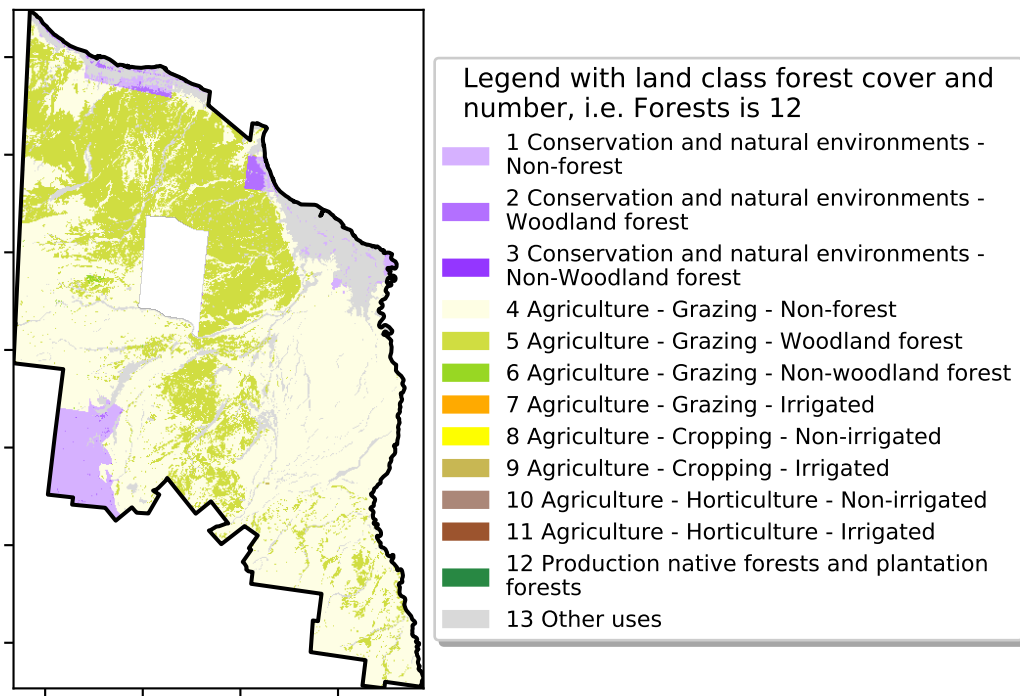 Legend with land class forest cover and
number, i.e. Forests is 12
1 Conservation and natural environments -
Non-forest
2 Conservation and natural environments -
Woodland forest
3 Conservation and natural environments -
Non-Woodland forest
4 Agriculture - Grazing - Non-forest
5 Agriculture - Grazing - Woodland forest
6 Agriculture - Grazing - Non-woodland forest
7 Agriculture - Grazing - Irrigated
8 Agriculture - Cropping - Non-irrigated
9 Agriculture - Cropping - Irrigated
10 Agriculture - Horticulture - Non-irrigated
11 Agriculture - Horticulture - Irrigated
12 Production native forests and plantation
forests
13 Other uses